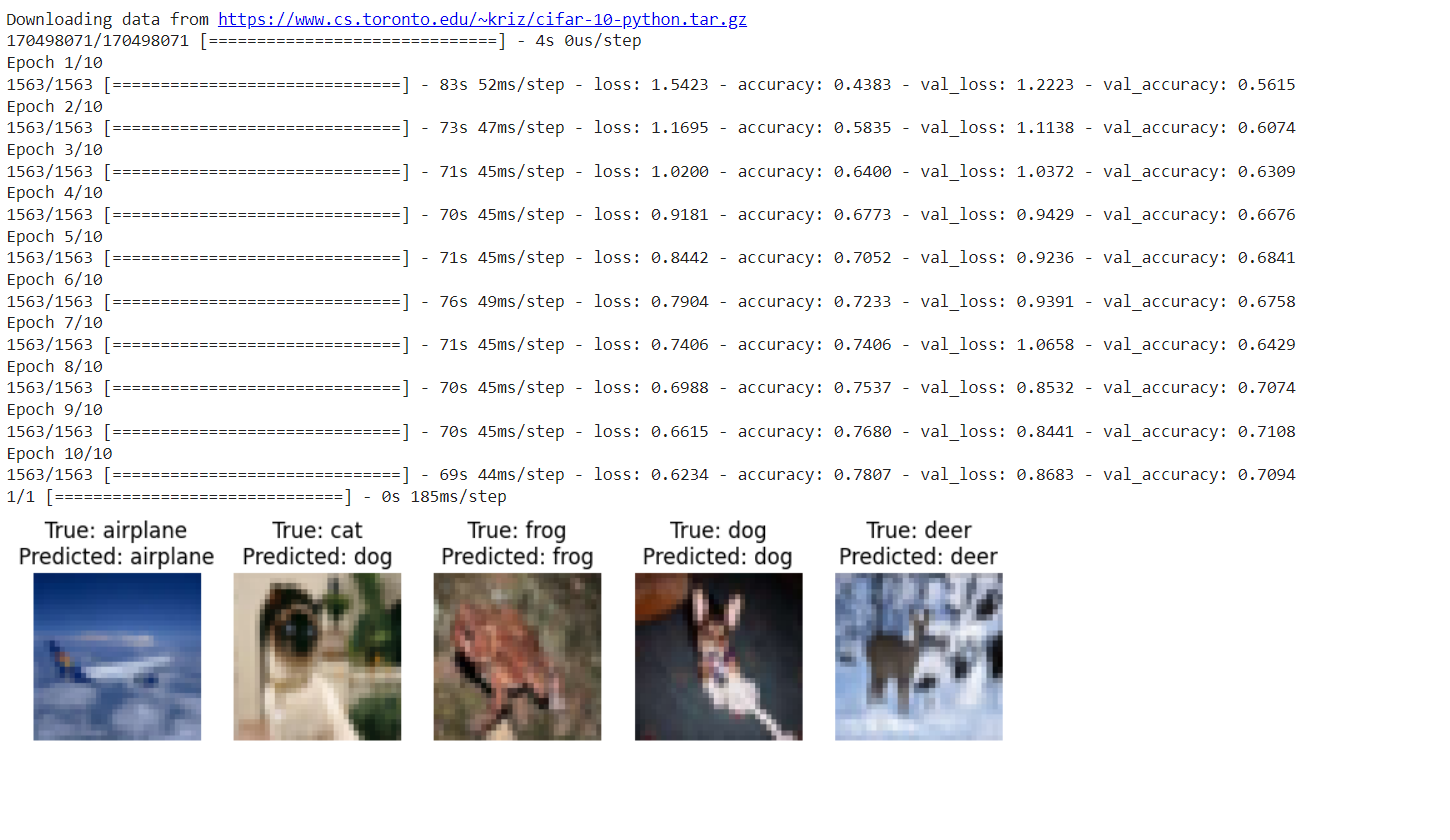 Downloading data from https://www.cs.toronto.edu/~kriz/cifar-10-python.tar.gz
170498071/170498071 [==============================] - 4s 0us/step
Epoch 1/10
1563/1563 [==============================] - 83s 52ms/step - loss: 1.5423 - accuracy: 0.4383 - val_loss: 1.2223 - val_accuracy: 0.5615
Epoch 2/10
1563/1563 [==============================] - 73s 47ms/step - loss: 1.1695 - accuracy: 0.5835 - val_loss: 1.1138 - val_accuracy: 0.6074
Epoch 3/10
1563/1563 [==============================] - 71s 45ms/step - loss: 1.0200 - accuracy: 0.6400 - val_loss: 1.0372 - val_accuracy: 0.6309
Epoch 4/10
1563/1563 [==============================] - 70s 45ms/step - loss: 0.9181 - accuracy: 0.6773 - val_loss: 0.9429 - val_accuracy: 0.6676
Epoch 5/10
1563/1563 [==============================] - 71s 45ms/step - loss: 0.8442 - accuracy: 0.7052 - val_loss: 0.9236 - val_accuracy: 0.6841
Epoch 6/10
1563/1563 [==============================] - 76s 49ms/step - loss: 0.7904 - accuracy: 0.7233 - val_loss: 0.9391 - val_accuracy: 0.6758
Epoch 7/10
1563/1563 [==============================] - 71s 45ms/step - loss: 0.7406 - accuracy: 0.7406 - val_loss: 1.0658 - val_accuracy: 0.6429
Epoch 8/10
1563/1563 [==============================] - 70s 45ms/step - loss: 0.6988 - accuracy: 0.7537 - val_loss: 0.8532 - val_accuracy: 0.7074
Epoch 9/10
1563/1563 [==============================] - 70s 45ms/step - loss: 0.6615 - accuracy: 0.7680 - val_loss: 0.8441 - val_accuracy: 0.7108
Epoch 10/10
1563/1563 [==============================] - 69s 44ms/step - loss: 0.6234 - accuracy: 0.7807 - val_loss: 0.8683 - val_accuracy: 0.7094
1/1 [==============================] - 0s 185ms/step
True: airplane
Predicted: airplane
True: cat
Predicted: dog
True: frog
Predicted: frog
True: dog
Predicted: dog
True: deer
Predicted: deer